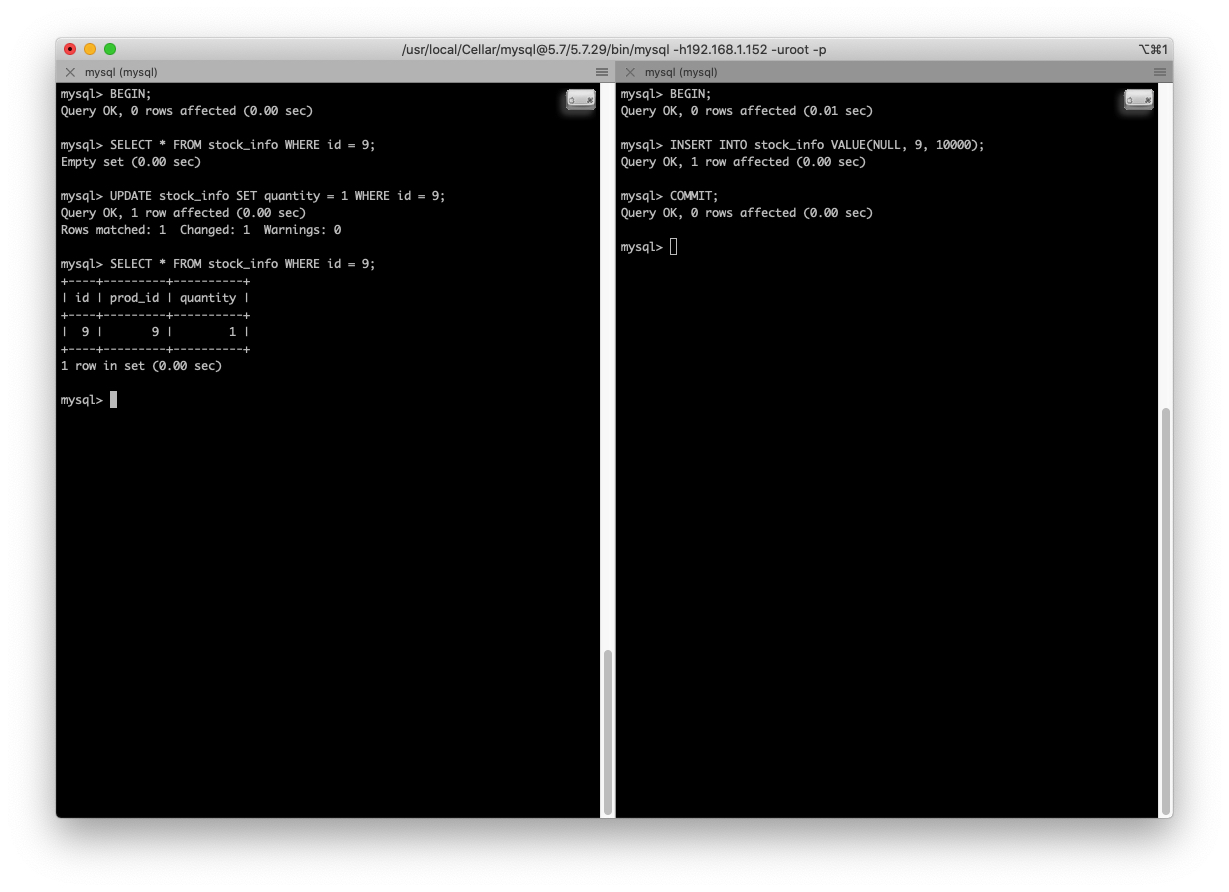 /usr/local/Cellar/mysql@5.7/5.7.29/bin/mysql -h192.168.1.152 -uroot -p
⌥⌘1
mysql (mysql)
mysql> BEGIN;
Query OK, 0 rows affected (0.00 sec)
mysql> SELECT * FROM stock_info WHERE id = 9;
Empty set (0.00 sec)
mysql> UPDATE stock_info SET quantity = 1 WHERE id = 9;
Query OK, 1 row affected (0.00 sec)
Rows matched: 1  Changed: 1  Warnings: 0
mysql> SELECT * FROM stock_info WHERE id = 9;
+----+---------+----------+
| id | prod_id | quantity |
+----+---------+----------+
|  9 |       9 |        1 |
+----+---------+----------+
1 row in set (0.00 sec)
mysql>
mysql (mysql)
mysql> BEGIN;
Query OK, 0 rows affected (0.01 sec)
mysql> INSERT INTO stock_info VALUE(NULL, 9, 10000);
Query OK, 1 row affected (0.00 sec)
mysql> COMMIT;
Query OK, 0 rows affected (0.00 sec)
mysql>